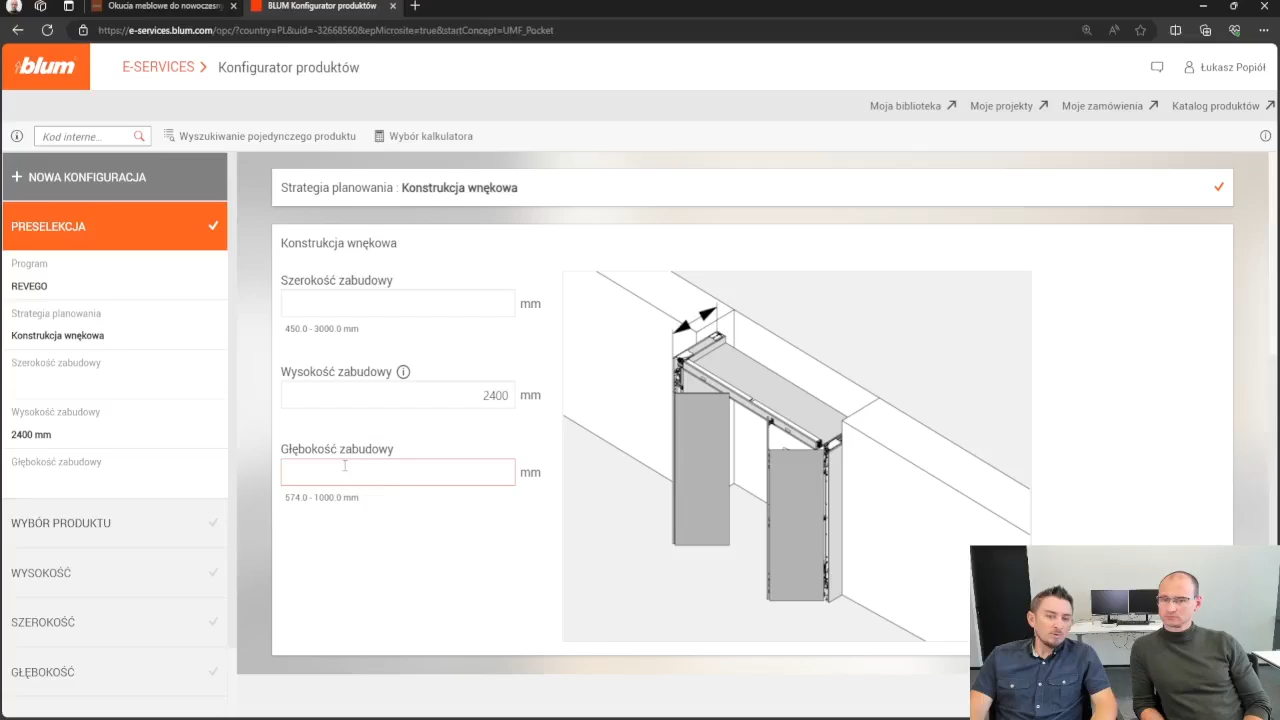 Okucia meblowe do nowoczesn
BLUM Konfigurator produktów
https://e-services.blum.com/opc/?country=PL&uid=-32668560&epMicrosite=true&startConcept=UMF_Pocket
blum
E-SERVICES
Konfigurator produktów
Łukasz Popiół
Moja biblioteka
Moje projekty
Moje zamówienia
Katalog produktów
Kod interne...
Wyszukiwanie pojedynczego produktu
Wybór kalkulatora
+ NOWA KONFIGURACJA
PRESELEKCJA
Program
REVEGO
Strategia planowania
Konstrukcja wnękowa
Szerokość zabudowy
Wysokość zabudowy
2400 mm
Głębokość zabudowy
WYBÓR PRODUKTU
WYSOKOŚĆ
SZEROKOŚĆ
GŁĘBOKOŚĆ
Strategia planowania : Konstrukcja wnękowa
Konstrukcja wnękowa
Szerokość zabudowy
mm
450.0 - 3000.0 mm
Wysokość zabudowy
2400 mm
Głębokość zabudowy
mm
574.0 - 1000.0 mm